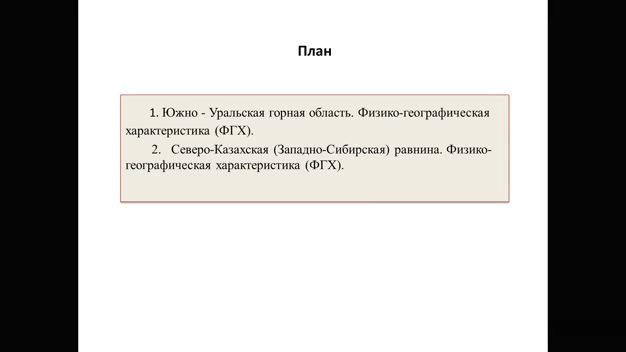 План
1. Южно - Уральская горная область. Физико-географическая
характеристика (ФГХ).
2. Северо-Казахская (Западно-Сибирская) равнина. Физико-
географическая характеристика (ФГХ).